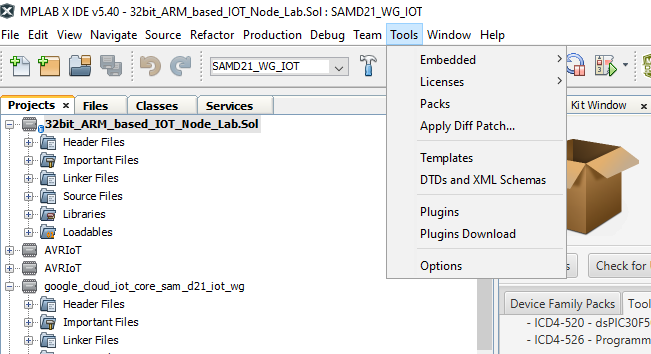 MPLAB X IDE v5.40 - 32bit_ARM_based_IOT_Node_Lab.Sol : SAMD21_WG_IOT
File Edit View Navigate Source Refactor Production Debug Team Tools Window Help
SAMD21_WG_IOT
Embedded
Licenses
Packs
Apply Diff Patch...
Templates
DTDs and XML Schemas
Plugins
Plugins Download
Options
Projects × Files Classes Services
32bit_ARM_based_IOT_Node_Lab.Sol
Header Files
Important Files
Linker Files
Source Files
Libraries
Loadables
AVRIoT
AVRIoT
google_cloud_iot_core_sam_d21_iot_wg
Header Files
Important Files
Linker Files
Kit Window ×
Check for U
Device Family Packs Tool
- ICD4-520 - dsPIC30F5
- ICD4-526 - Programm